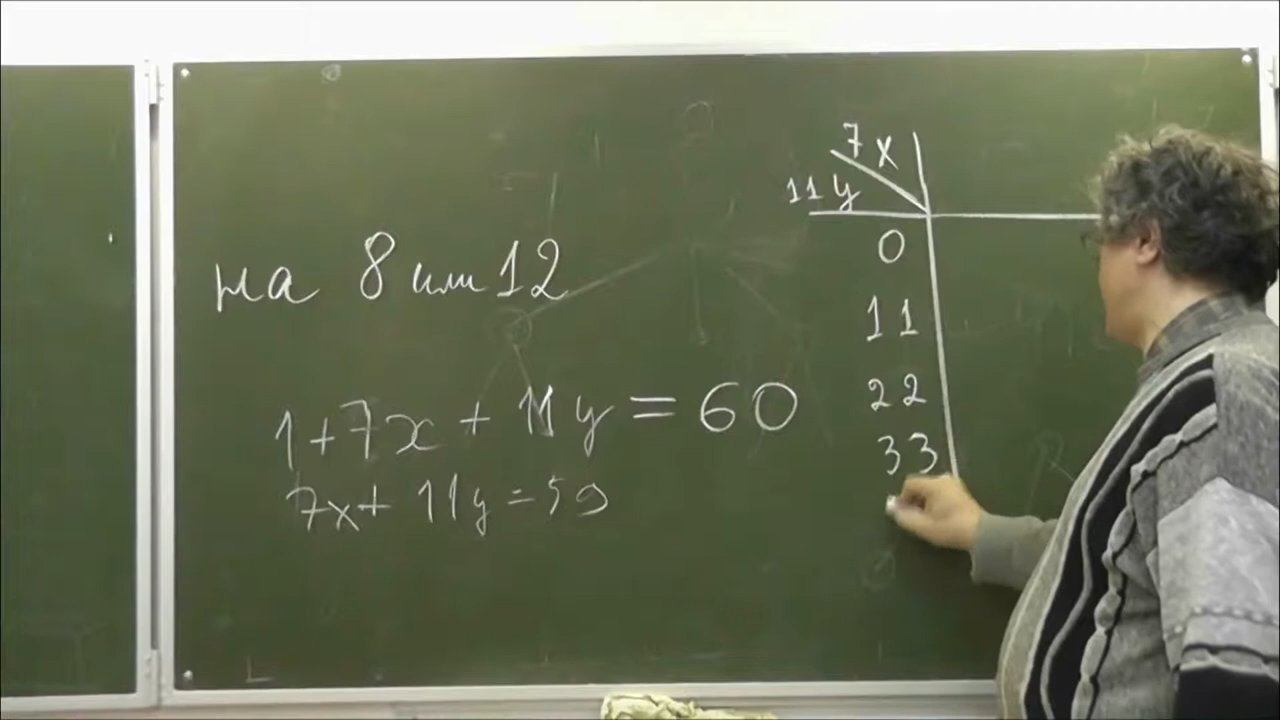 на 8 или 12
1+7x + 11y = 60
7x + 11y = 59
7x
11y
0
11
22
33